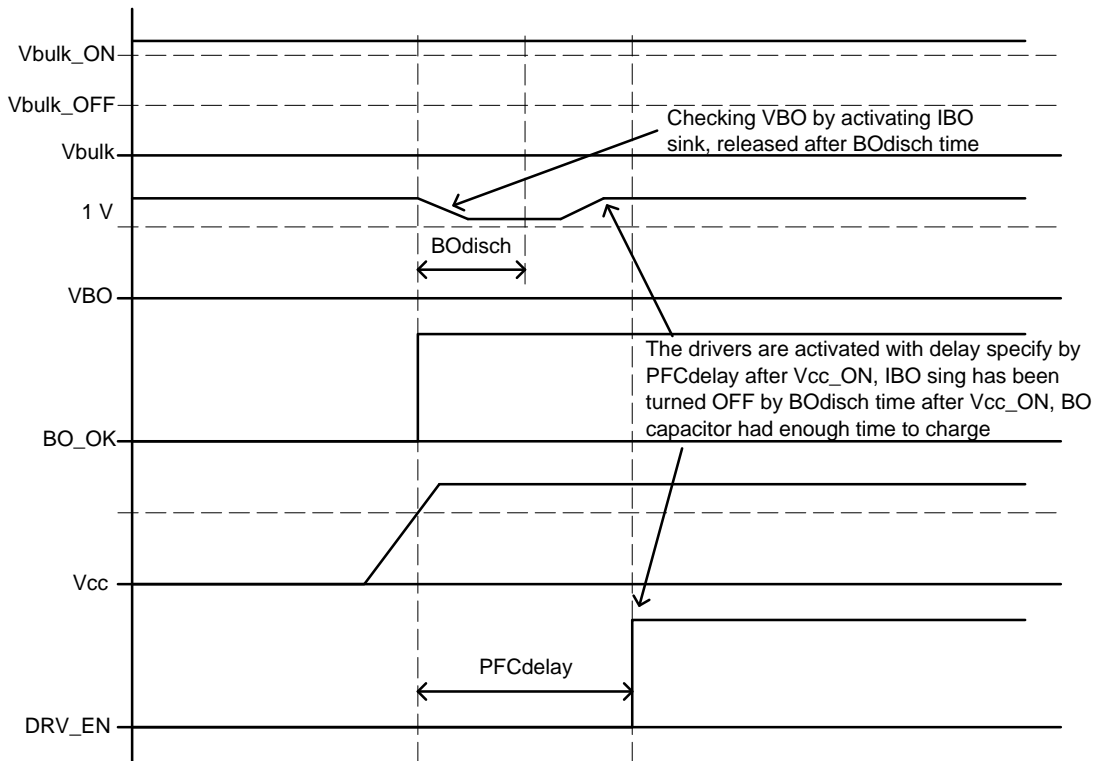 Vbulk_ON
Vbulk_OFF
Checking VBO by activating IBO
sink, released after BOdisch time
Vbulk
1 V
BOdisch
VBO
The drivers are activated with delay specify by
PFCdelay after Vcc_ON, IBO sing has been
turned OFF by BOdisch time after Vcc_ON, BO
capacitor had enough time to charge
BO_OK
Vcc
PFCdelay
DRV_EN